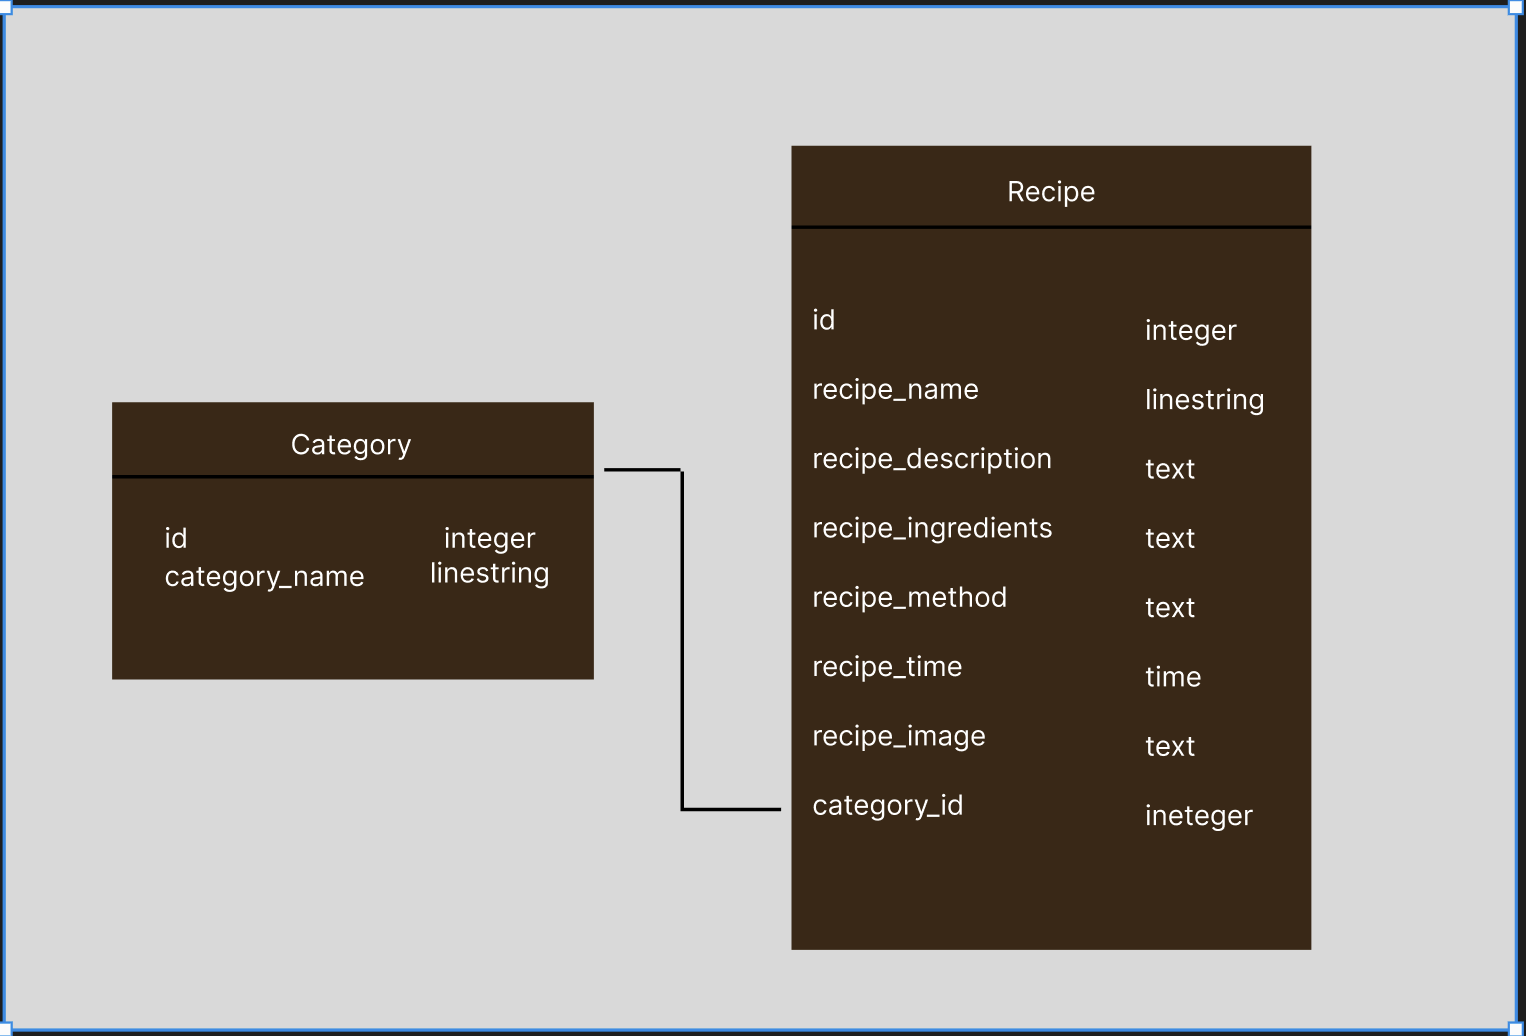 Category
id integer
category_name linestring
Recipe
id integer
recipe_name linestring
recipe_description text
recipe_ingredients text
recipe_method text
recipe_time time
recipe_image text
category_id ineteger